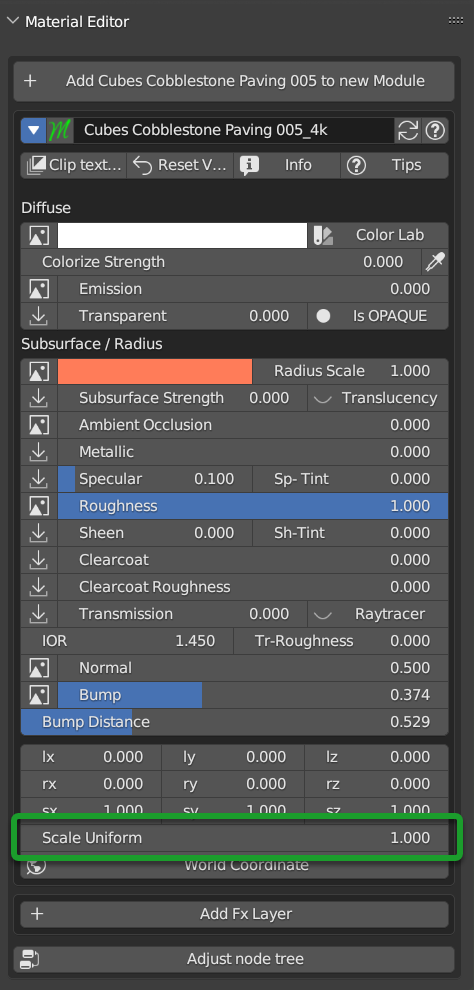 Material Editor
+ Add Cubes Cobblestone Paving 005 to new Module
Cubes Cobblestone Paving 005_4k
Clip text... Reset V... Info Tips
Diffuse
Color Lab
Colorize Strength 0.000
Emission 0.000
Transparent 0.000 Is OPAQUE
Subsurface / Radius
Radius Scale 1.000
Subsurface Strength 0.000 Translucency
Ambient Occlusion 0.000
Metallic 0.000
Specular 0.100 Sp- Tint 0.000
Roughness 1.000
Sheen 0.000 Sh-Tint 0.000
Clearcoat 0.000
Clearcoat Roughness 0.000
Transmission 0.000 Raytracer
IOR 1.450 Tr-Roughness 0.000
Normal 0.500
Bump 0.374
Bump Distance 0.529
lx 0.000 ly 0.000 lz 0.000
rx 0.000 ry 0.000 rz 0.000
sx 1.000 sy 1.000 sz 1.000
Scale Uniform 1.000
World Coordinate
+ Add Fx Layer
Adjust node tree